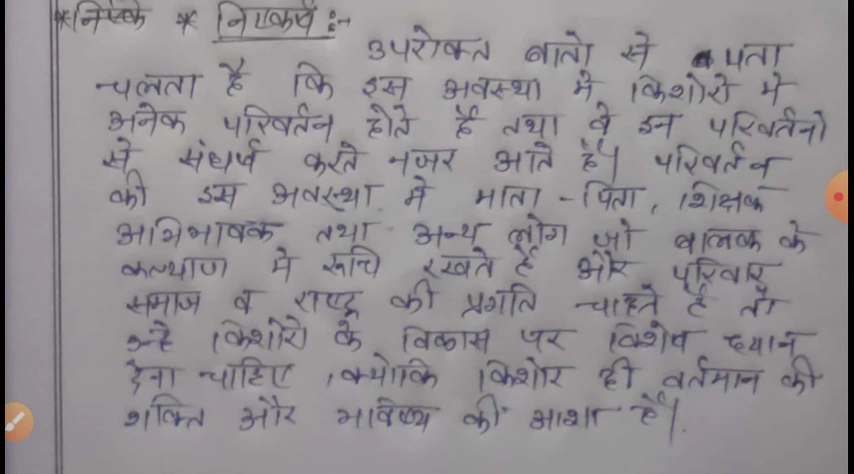 * निष्कर्ष * निष्कर्ष :-
उपरोक्त बातो से पता
चलता है कि इस अवस्था मे किशोरो मे
अनेक परिवर्तन होते है तथा वे इन परिवर्तनो
से संघर्ष करते नजर आते है। परिवर्तन
की इस अवस्था मे माता - पिता, शिक्षक
अभिभावक तथा अन्य लोग जो बालक के
कल्याण मे रूचि रखते है और परिवार
समाज व राष्ट्र की प्रगति चाहते है तो
उन्हे किशोरो के विकास पर विशेष ध्यान
देना चाहिए, क्योकि किशोर ही वर्तमान की
शक्ति और भविष्य की आशा है।